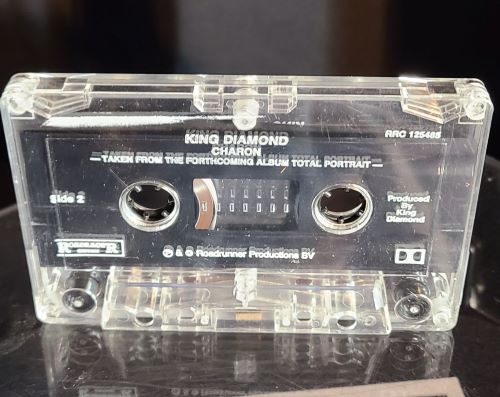 KING DIAMOND
RRC 125485
CHARON
—TAKEN FROM THE FORTHCOMING ALBUM TOTAL PORTRAIT—
Side 2
Produced
By
King
Diamond
ROADRUNNER
℗ & © Roadrunner Productions BV